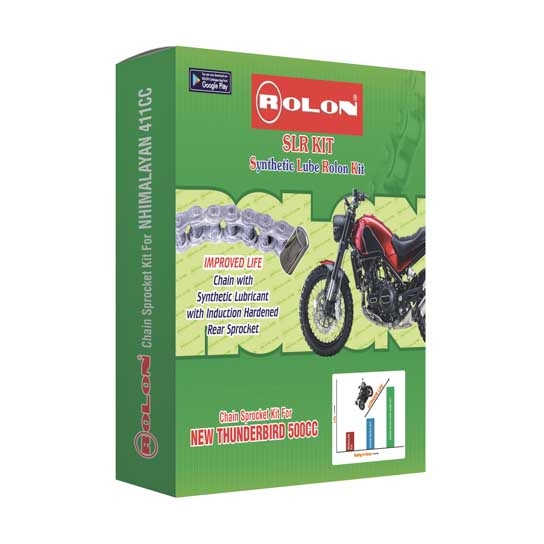 Chain Sprocket Kit For NHIMALAYAN 411CC
ROLON
Google Play
ROLON®
SLR KIT
Synthetic Lube Rolon Kit
IMPROVED LIFE
Chain with
Synthetic Lubricant
with Induction Hardened
Rear Sprocket
Chain Sprocket Kit For
NEW THUNDERBIRD 500CC